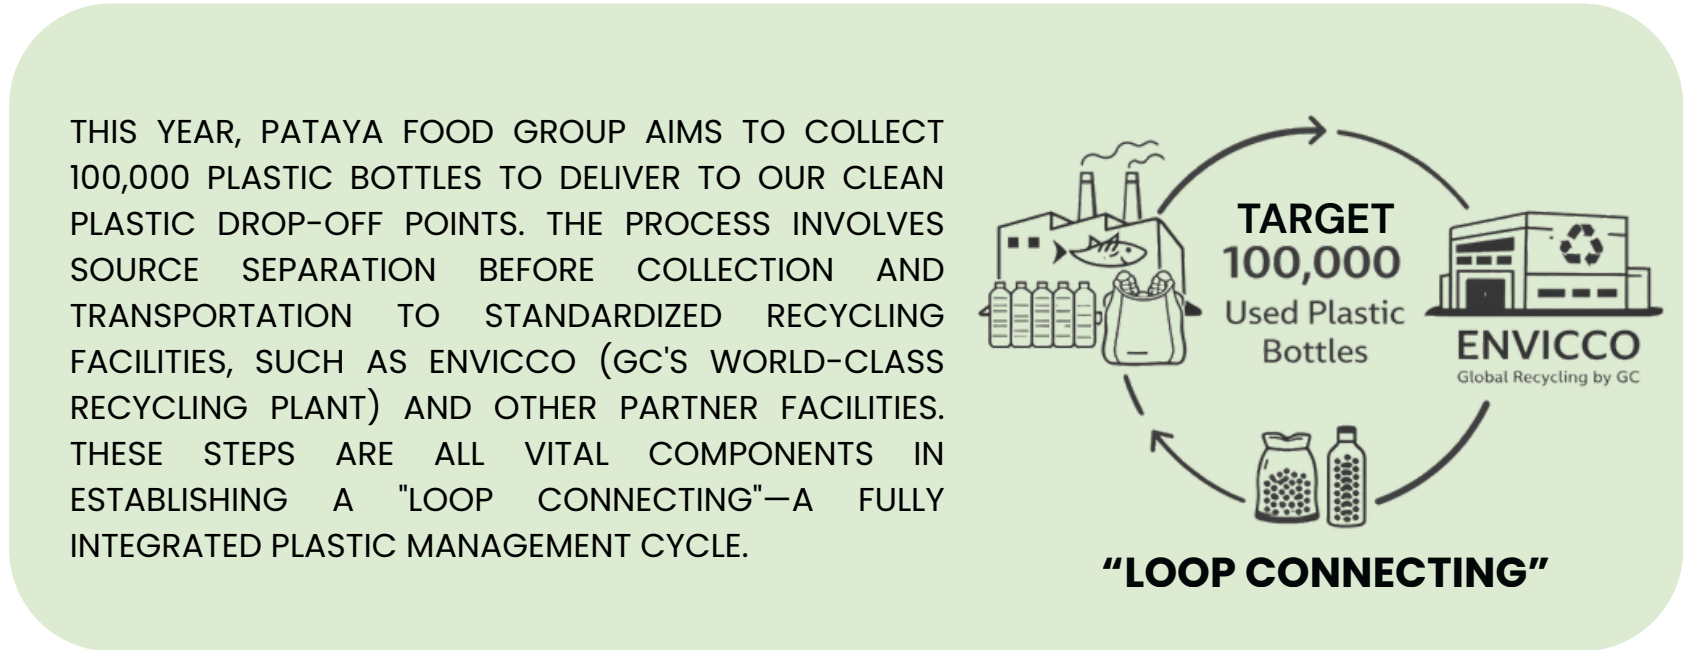 THIS YEAR, PATAYA FOOD GROUP AIMS TO COLLECT
100,000 PLASTIC BOTTLES TO DELIVER TO OUR CLEAN
PLASTIC DROP-OFF POINTS. THE PROCESS INVOLVES
SOURCE SEPARATION BEFORE COLLECTION AND
TRANSPORTATION TO STANDARDIZED RECYCLING
FACILITIES, SUCH AS ENVICCO (GC'S WORLD-CLASS
RECYCLING PLANT) AND OTHER PARTNER FACILITIES.
THESE STEPS ARE ALL VITAL COMPONENTS IN
ESTABLISHING A "LOOP CONNECTING"—A FULLY
INTEGRATED PLASTIC MANAGEMENT CYCLE.
TARGET
100,000
Used Plastic
Bottles
ENVICCO
Global Recycling by GC
“LOOP CONNECTING”